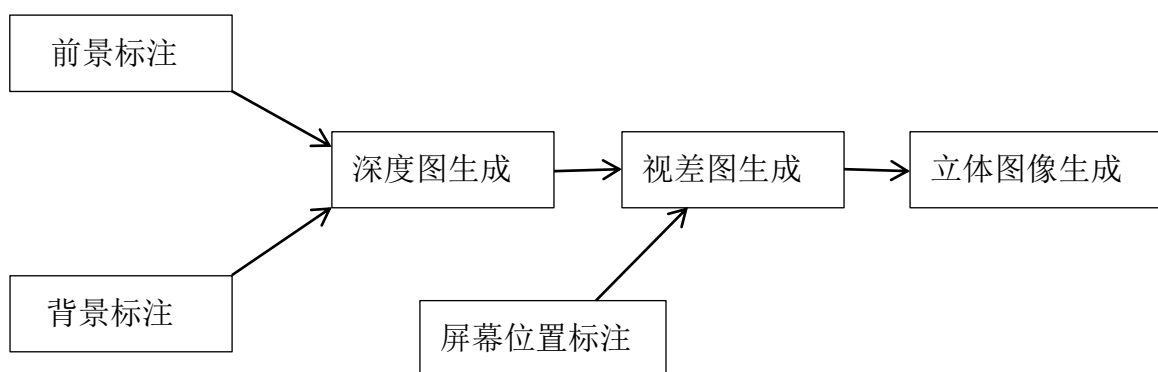 前景标注
深度图生成
视差图生成
立体图像生成
背景标注
屏幕位置标注